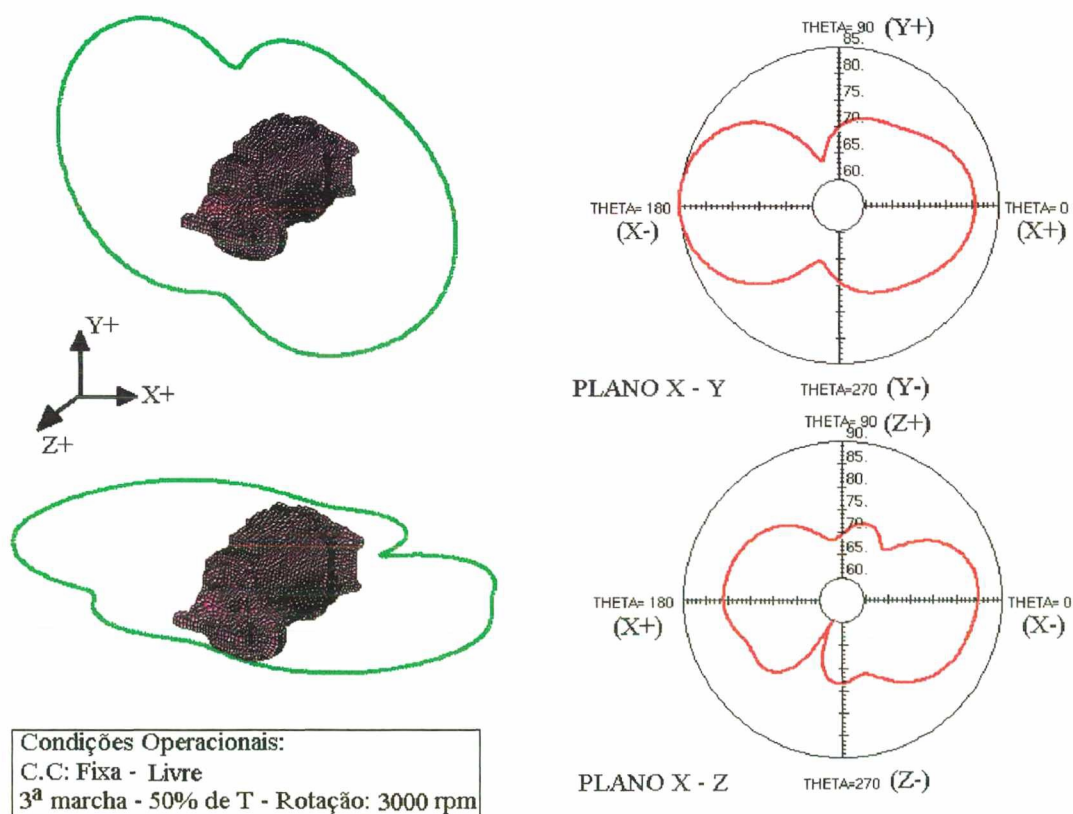 THETA= 90 (Y+)
85.
80.
75.
70.
65.
60.
THETA= 180
(X-)
THETA= 0
(X+)
PLANO X - Y
THETA=270 (Y-)
Y+
X+
Z+
THETA= 90 (Z+)
90.
85.
80.
75.
70.
65.
60.
THETA= 180
(X+)
THETA= 0
(X-)
PLANO X - Z
THETA=270 (Z-)
Condições Operacionais:
C.C: Fixa - Livre
3ª marcha - 50% de T - Rotação: 3000 rpm